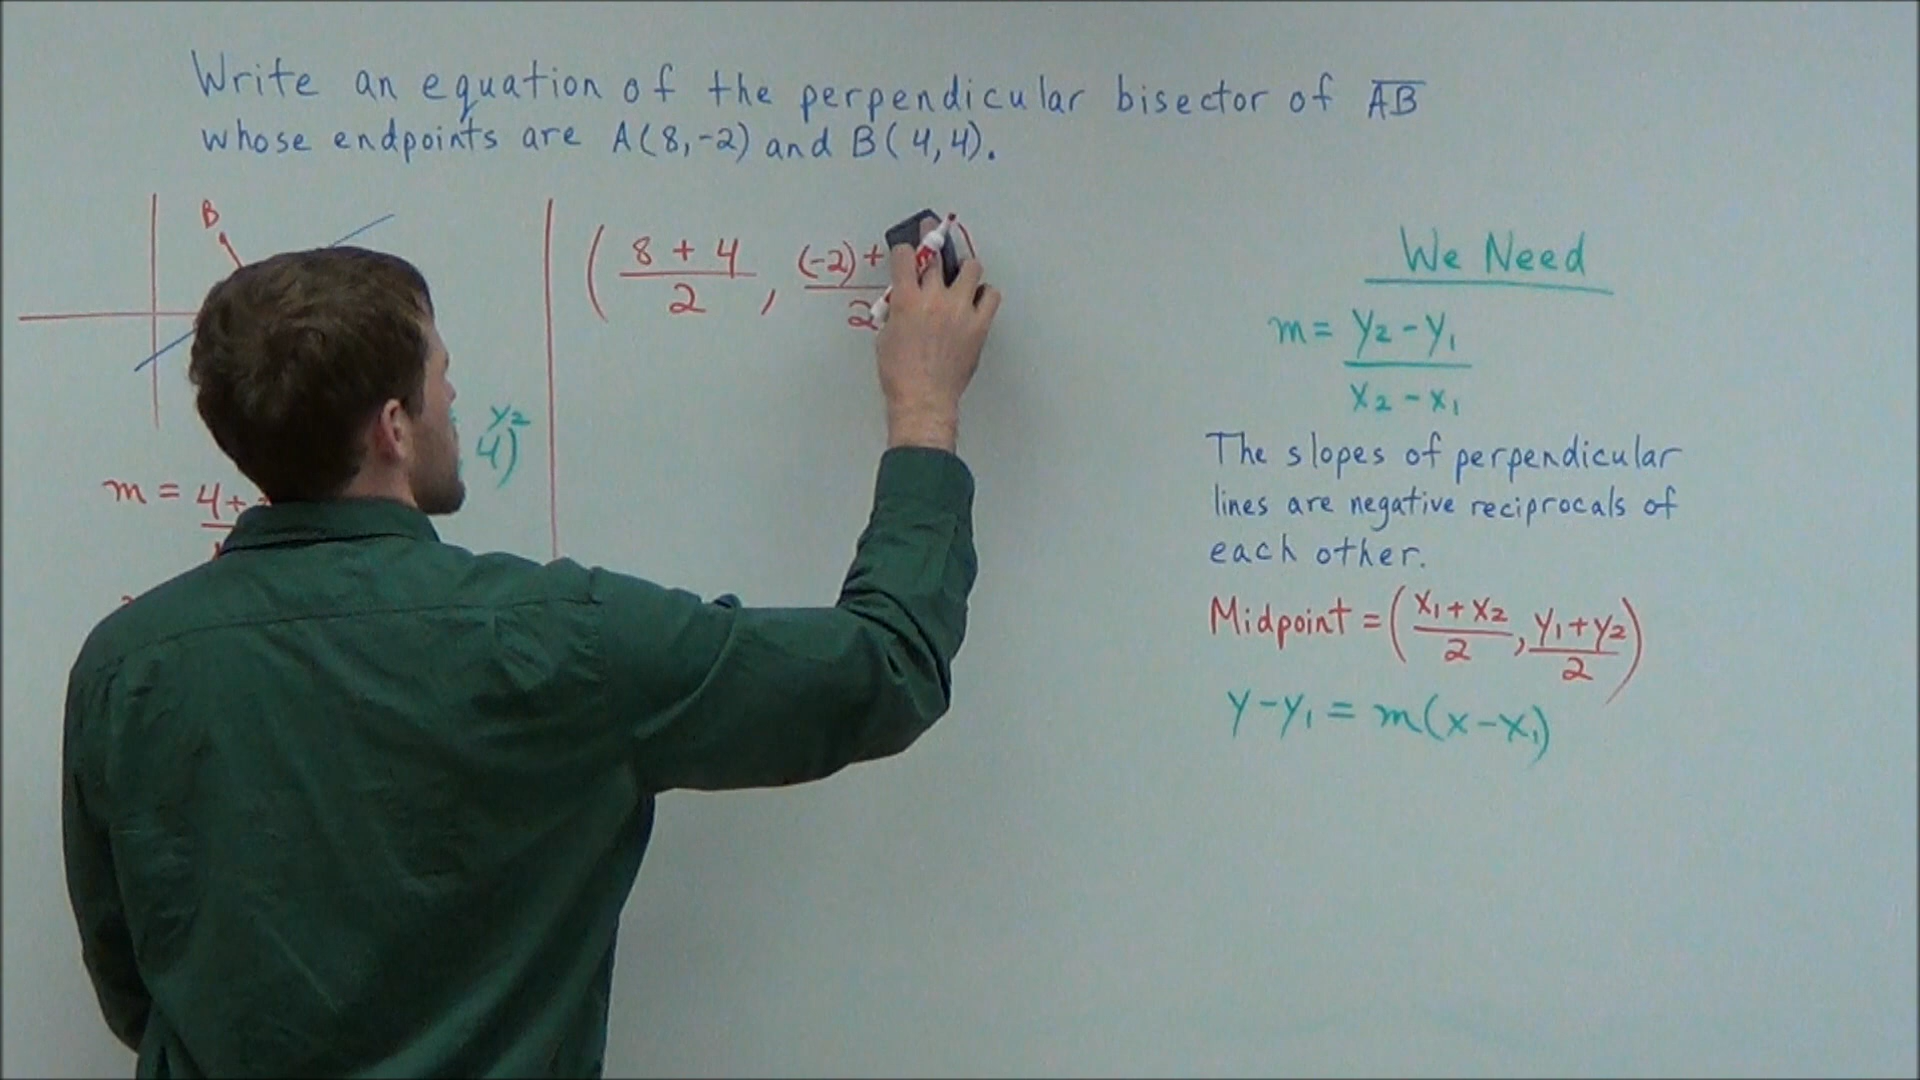 Write an equation of the perpendicular bisector of AB
whose endpoints are A(8,-2) and B(4,4).
B
y2
4)
m = 4+
( 8 + 4 / 2 , (-2)+ / 2 )
We Need
m = y2 - y1 / x2 - x1
The slopes of perpendicular
lines are negative reciprocals of
each other.
Midpoint = ( x1 + x2 / 2 , y1 + y2 / 2 )
y - y1 = m(x - x1)